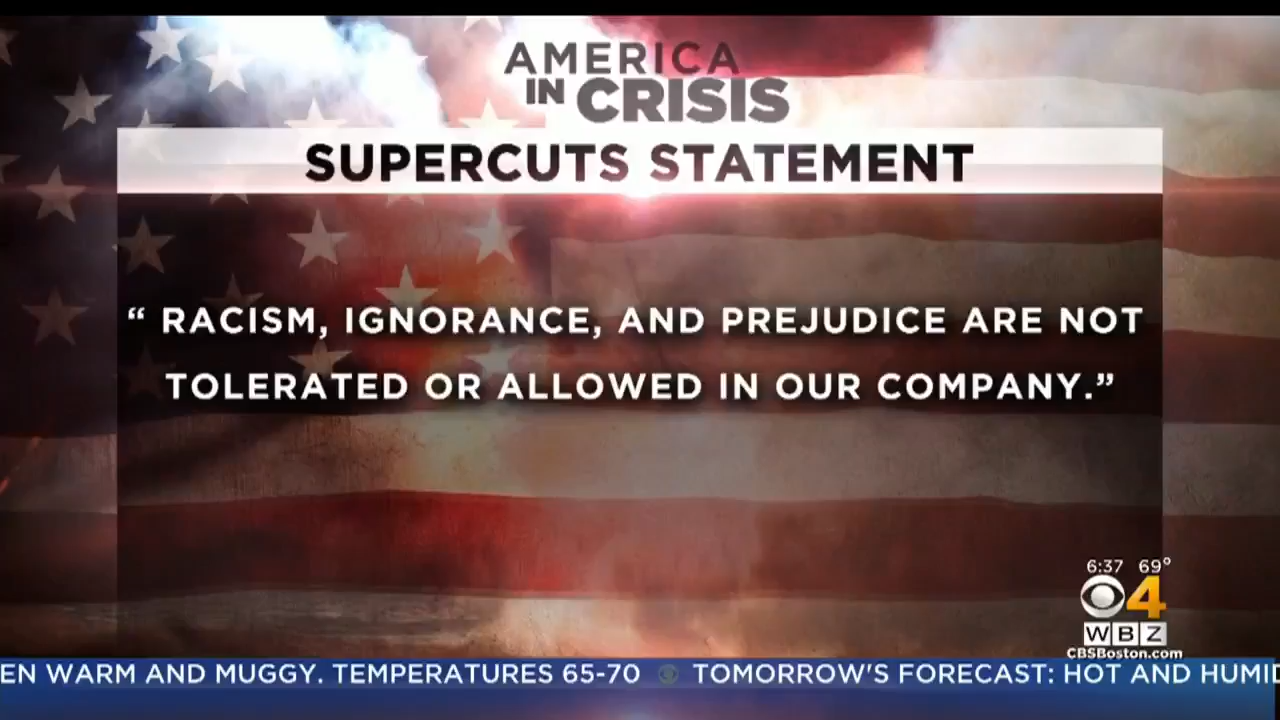 AMERICA
IN CRISIS
SUPERCUTS STATEMENT
“ RACISM, IGNORANCE, AND PREJUDICE ARE NOT
TOLERATED OR ALLOWED IN OUR COMPANY.”
6:37 69°
4
WBZ
CBSBoston.com
EN WARM AND MUGGY. TEMPERATURES 65-70 TOMORROW'S FORECAST: HOT AND HUMID